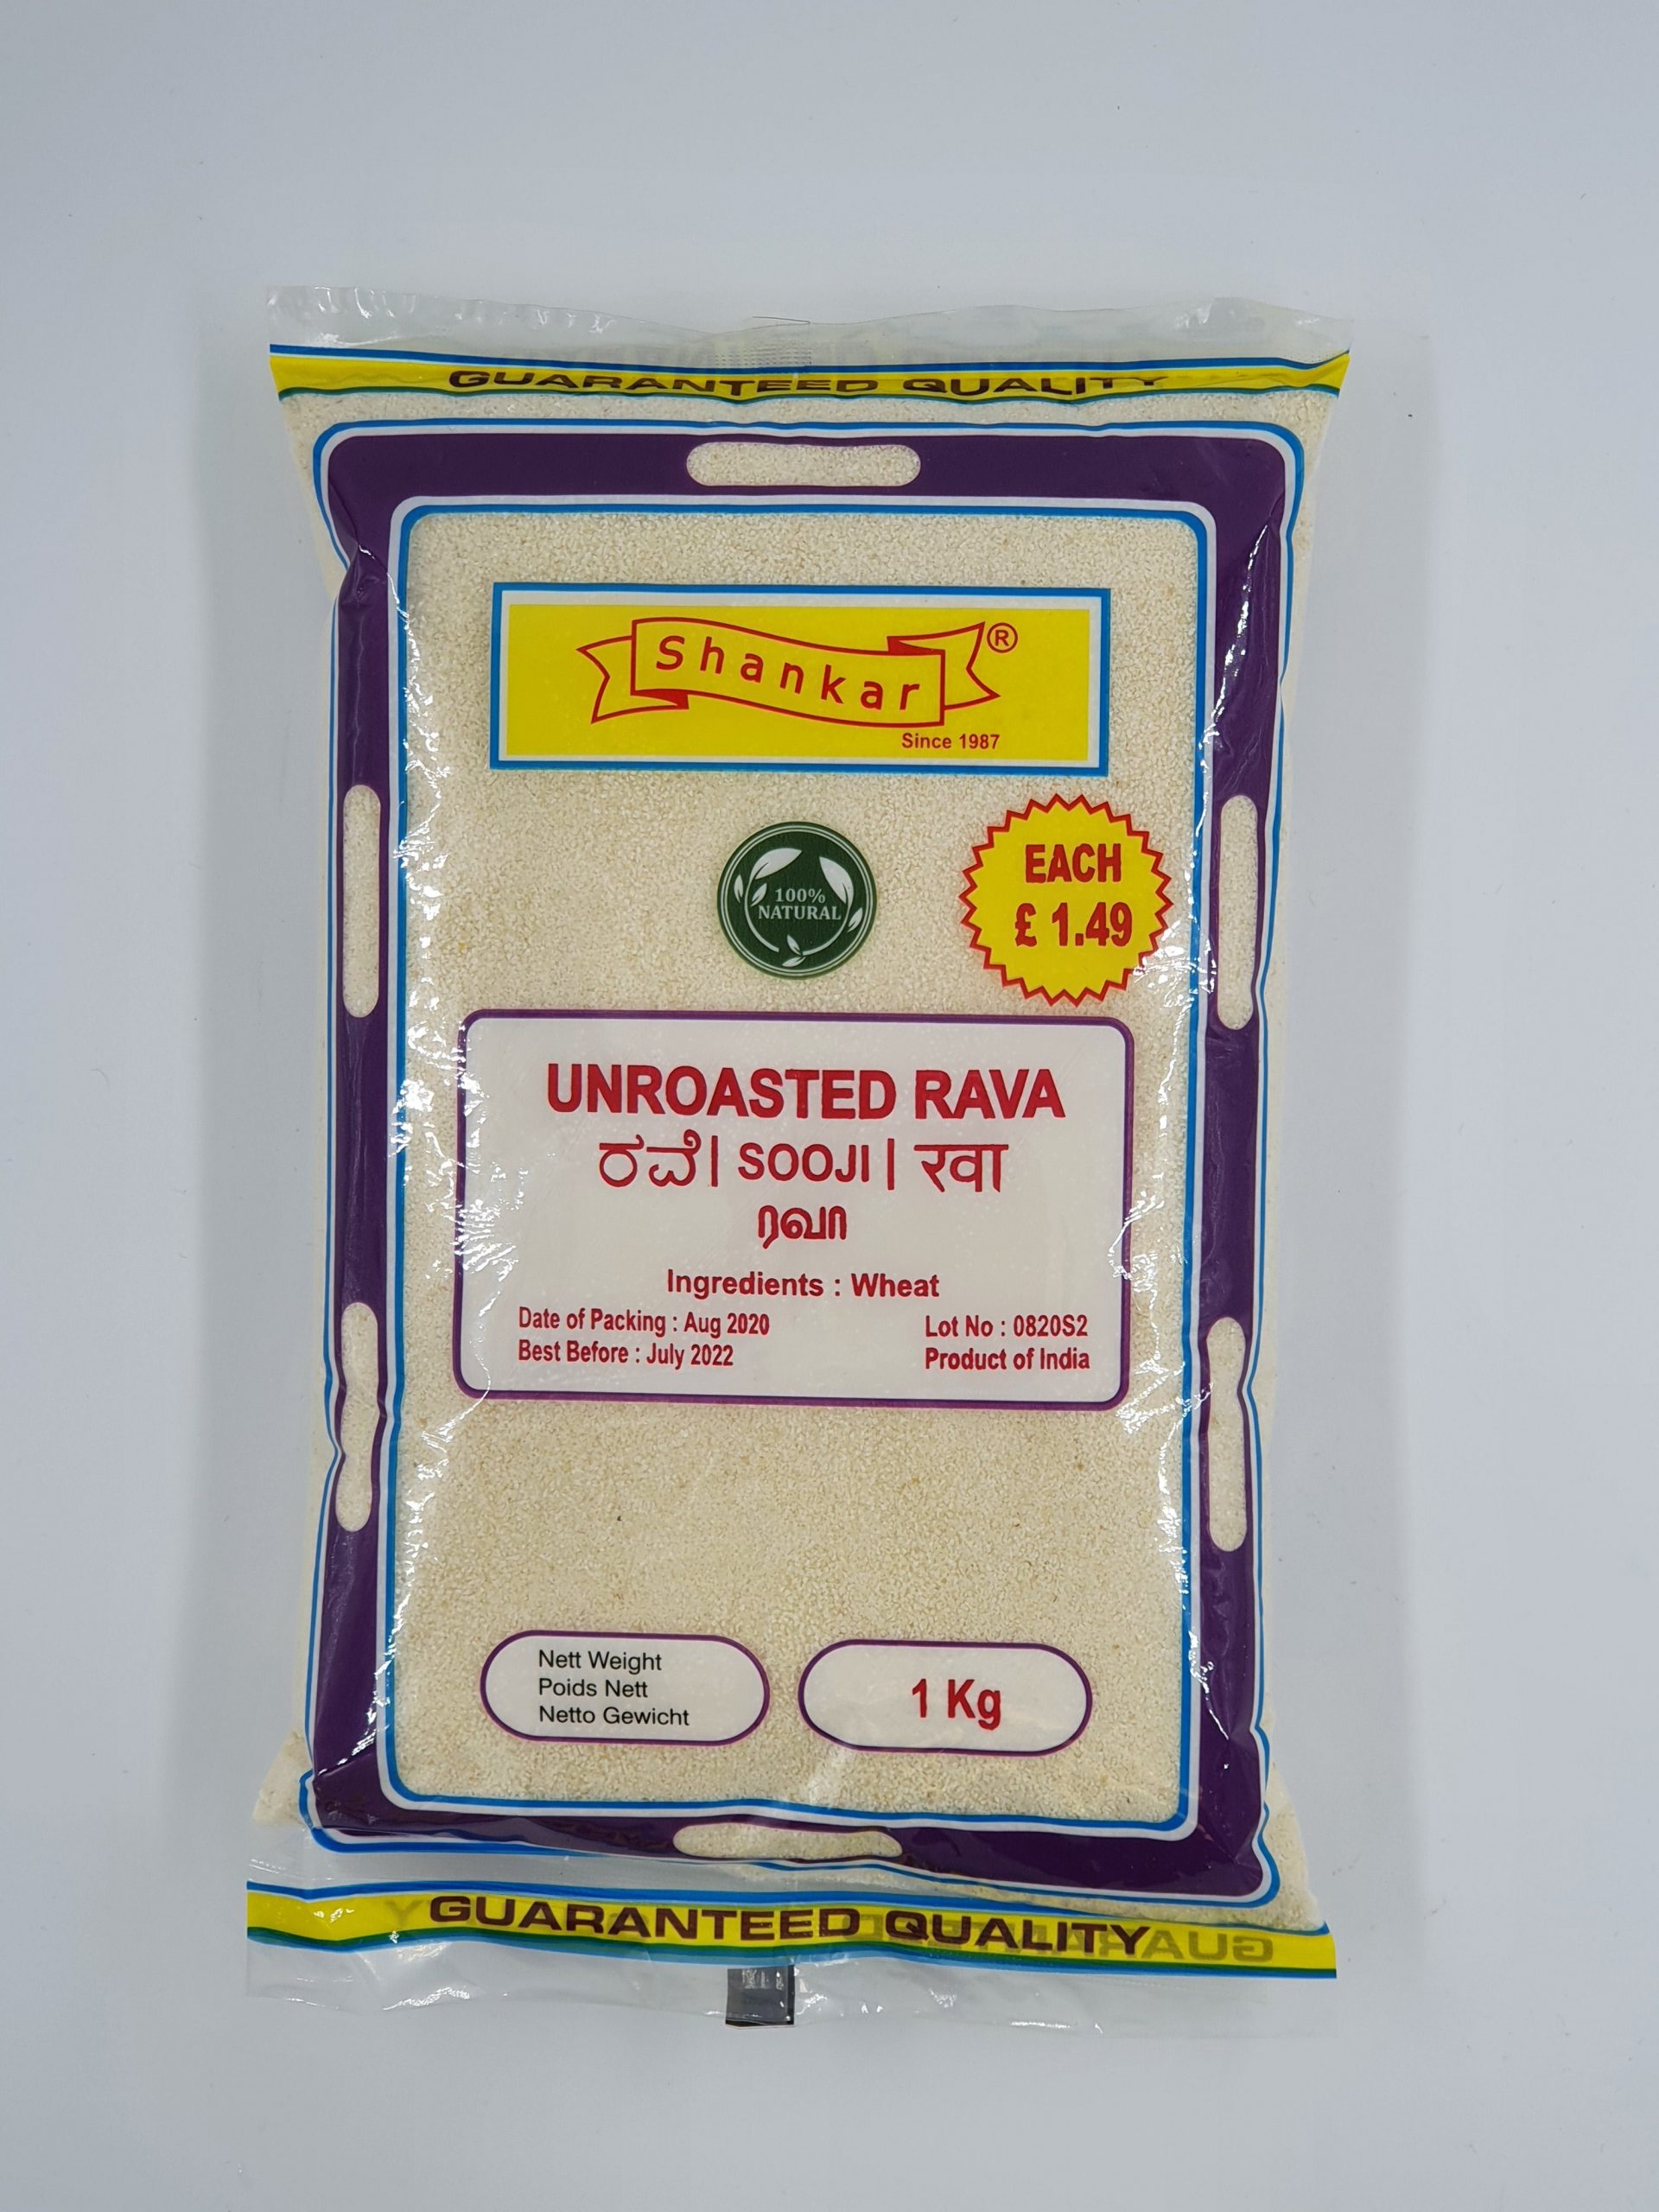 GUARANTEED QUALITY
Shankar ®
Since 1987
100%
NATURAL
EACH
£ 1.49
UNROASTED RAVA
ರವೆ | SOOJI | रवा
ரவா
Ingredients : Wheat
Date of Packing : Aug 2020
Best Before : July 2022
Lot No : 0820S2
Product of India
Nett Weight
Poids Nett
Netto Gewicht
1 Kg
GUARANTEED QUALITY